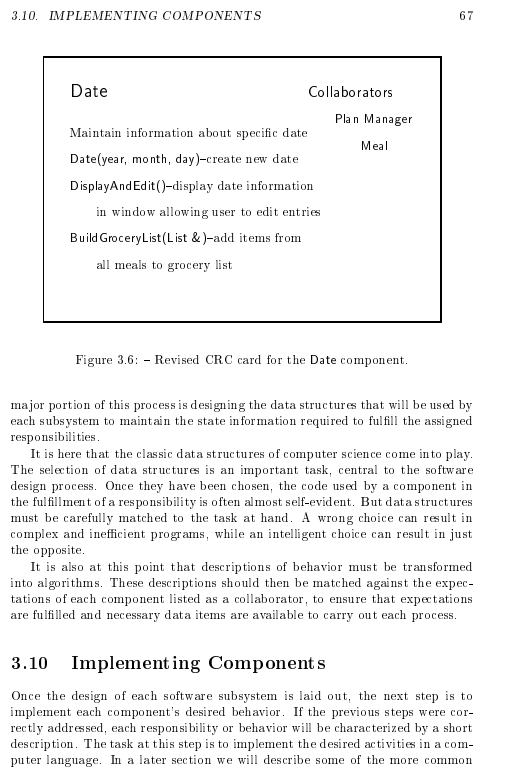 3.10. IMPLEMENTING COMPONENTS 67
Date
Collaborators
Plan Manager
Meal
Maintain information about specific date
Date(year, month, day)–create new date
DisplayAndEdit()–display date information
in window allowing user to edit entries
BuildGroceryList(List &)–add items from
all meals to grocery list
Figure 3.6: – Revised CRC card for the Date component.
major portion of this process is designing the data structures that will be used by
each subsystem to maintain the state information required to fulfill the assigned
responsibilities.
It is here that the classic data structures of computer science come into play.
The selection of data structures is an important task, central to the software
design process. Once they have been chosen, the code used by a component in
the fulfillment of a responsibility is often almost self-evident. But data structures
must be carefully matched to the task at hand. A wrong choice can result in
complex and inefficient programs, while an intelligent choice can result in just
the opposite.
It is also at this point that descriptions of behavior must be transformed
into algorithms. These descriptions should then be matched against the expec-
tations of each component listed as a collaborator, to ensure that expectations
are fulfilled and necessary data items are available to carry out each process.
3.10 Implementing Components
Once the design of each software subsystem is laid out, the next step is to
implement each component's desired behavior. If the previous steps were cor-
rectly addressed, each responsibility or behavior will be characterized by a short
description. The task at this step is to implement the desired activities in a com-
puter language. In a later section we will describe some of the more common